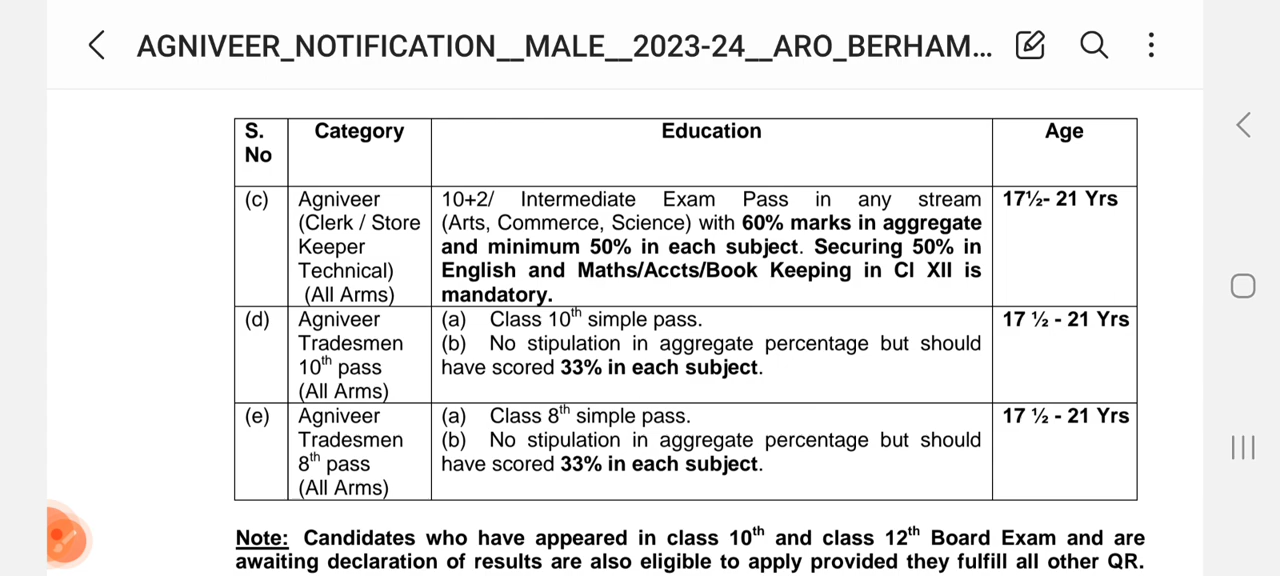 AGNIVEER_NOTIFICATION__MALE__2023-24__ARO_BERHAM...
S. No | Category | Education | Age
(c) Agniveer (Clerk / Store Keeper Technical) (All Arms)
10+2/ Intermediate Exam Pass in any stream
(Arts, Commerce, Science) with 60% marks in aggregate
and minimum 50% in each subject. Securing 50% in
English and Maths/Accts/Book Keeping in Cl XII is
mandatory.
17½- 21 Yrs
(d) Agniveer Tradesmen 10th pass (All Arms)
(a) Class 10th simple pass.
(b) No stipulation in aggregate percentage but should
have scored 33% in each subject.
17 ½ - 21 Yrs
(e) Agniveer Tradesmen 8th pass (All Arms)
(a) Class 8th simple pass.
(b) No stipulation in aggregate percentage but should
have scored 33% in each subject.
17 ½ - 21 Yrs
Note: Candidates who have appeared in class 10th and class 12th Board Exam and are
awaiting declaration of results are also eligible to apply provided they fulfill all other QR.